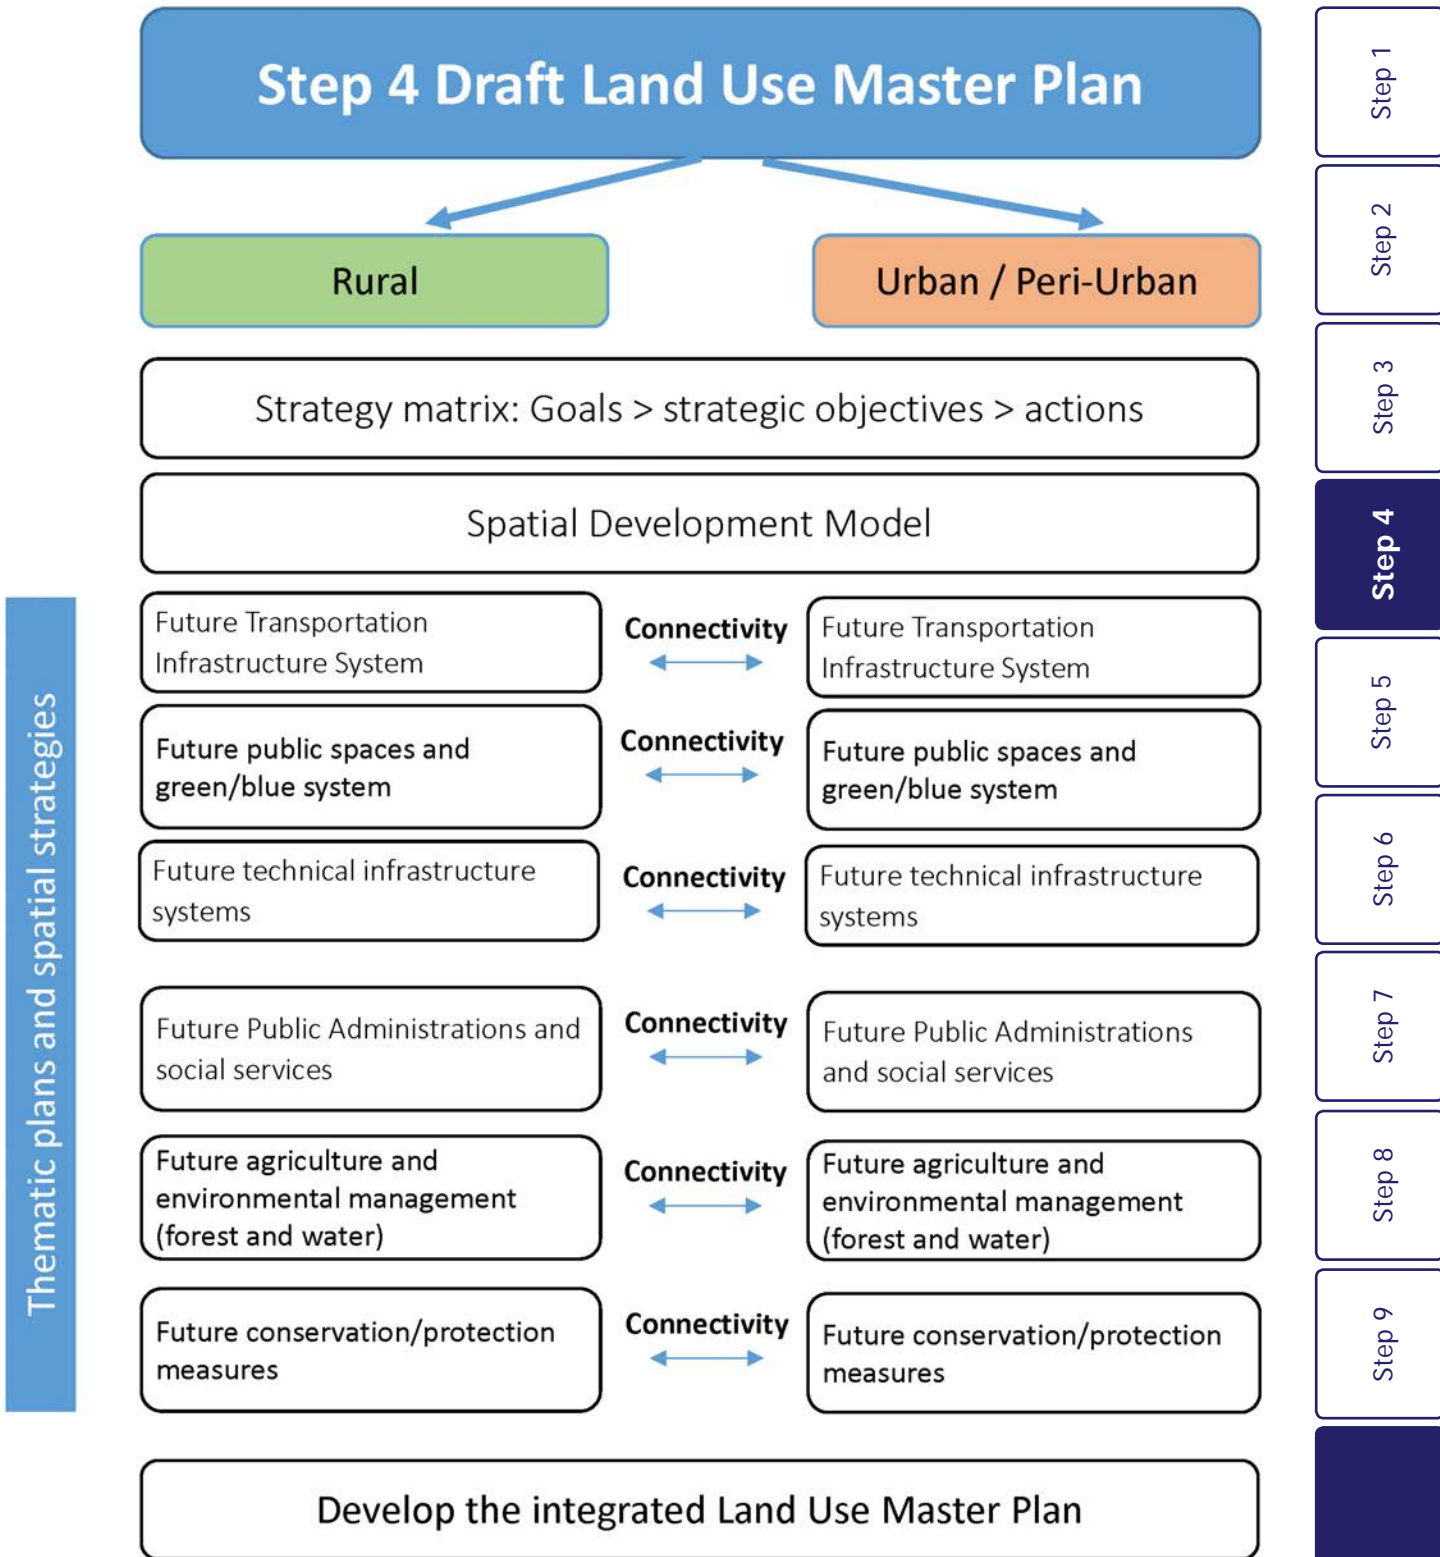 Step 4 Draft Land Use Master Plan
Rural
Urban / Peri-Urban
Strategy matrix: Goals > strategic objectives > actions
Spatial Development Model
Thematic plans and spatial strategies
Future Transportation
Infrastructure System
Connectivity
Future Transportation
Infrastructure System
Future public spaces and
green/blue system
Connectivity
Future public spaces and
green/blue system
Future technical infrastructure
systems
Connectivity
Future technical infrastructure
systems
Future Public Administrations and
social services
Connectivity
Future Public Administrations
and social services
Future agriculture and
environmental management
(forest and water)
Connectivity
Future agriculture and
environmental management
(forest and water)
Future conservation/protection
measures
Connectivity
Future conservation/protection
measures
Develop the integrated Land Use Master Plan
Step 1
Step 2
Step 3
Step 4
Step 5
Step 6
Step 7
Step 8
Step 9